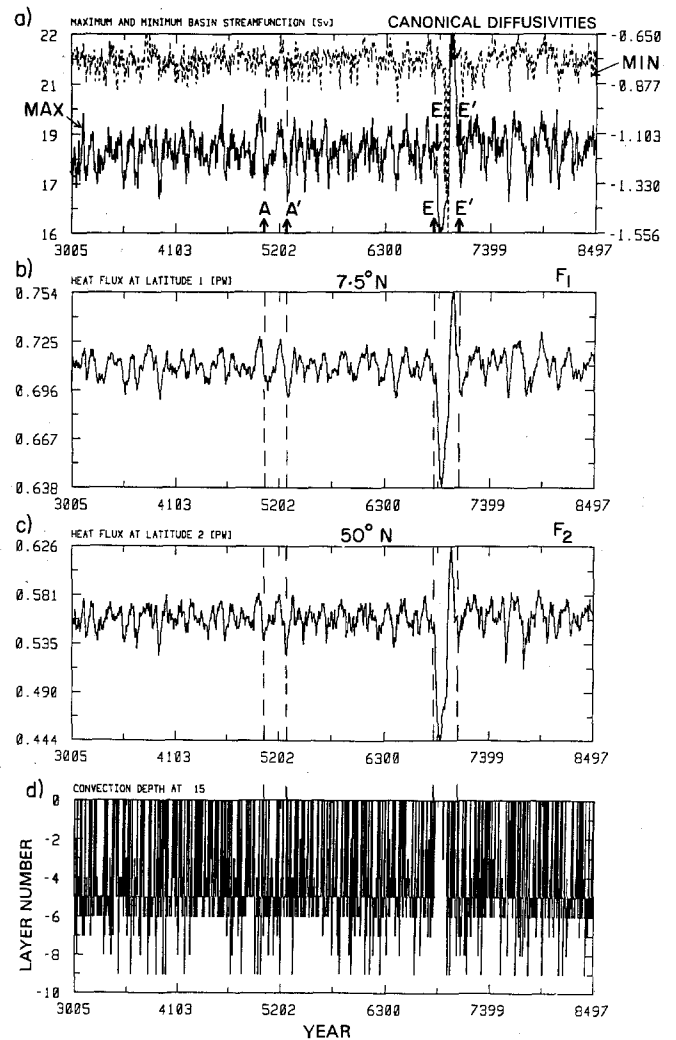 a) MAXIMUM AND MINIMUM BASIN STREAMFUNCTION [Sv] CANONICAL DIFFUSIVITIES
22 -0.650
MIN
21 -0.877
MAX
E E'
19 -1.103
17 -1.330
A A' E E'
16 -1.556
3005 4103 5202 6300 7399 8497
b) HEAT FLUX AT LATITUDE 1 [PW] 7.5° N F1
0.754
0.725
0.696
0.667
0.638
3005 4103 5202 6300 7399 8497
c) HEAT FLUX AT LATITUDE 2 [PW] 50° N F2
0.626
0.581
0.535
0.490
0.444
3005 4103 5202 6300 7399 8497
d) CONVECTION DEPTH AT 15
0
-2
-4
-6
-8
-10
LAYER NUMBER
3005 4103 5202 6300 7399 8497
YEAR